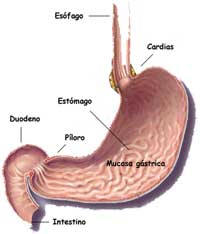 Esófago
Cardias
Estómago
Duodeno
Píloro
Mucosa gástrica
Intestino